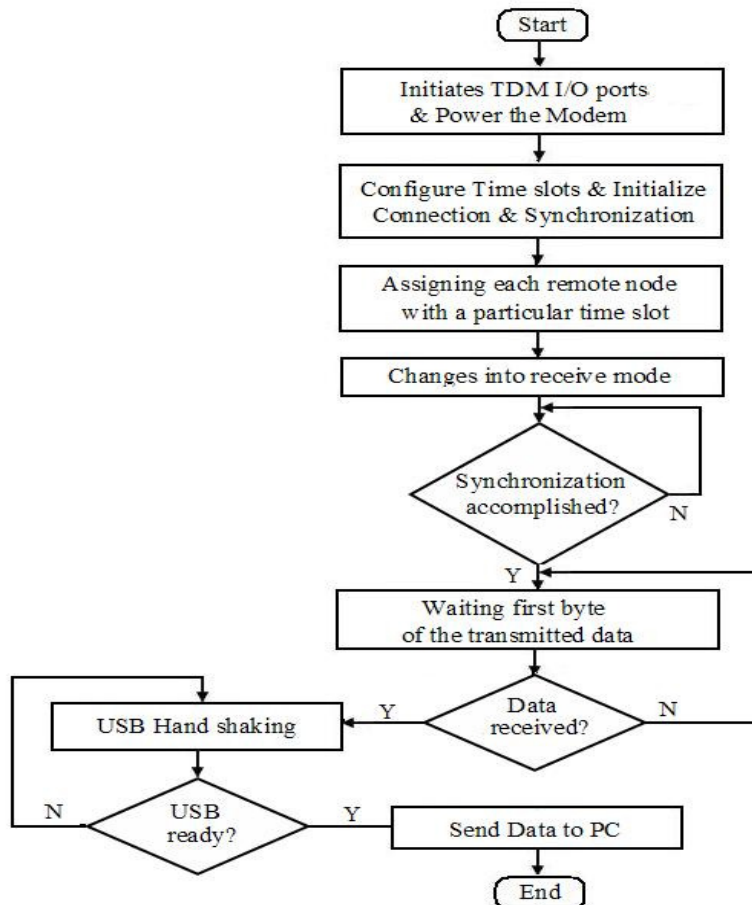 Start
Initiates TDM I/O ports
& Power the Modem
Configure Time slots & Initialize
Connection & Synchronization
Assigning each remote node
with a particular time slot
Changes into receive mode
Synchronization
accomplished?
N
Y
Waiting first byte
of the transmitted data
Data
received?
Y
N
USB Hand shaking
USB
ready?
N
Y
Send Data to PC
End